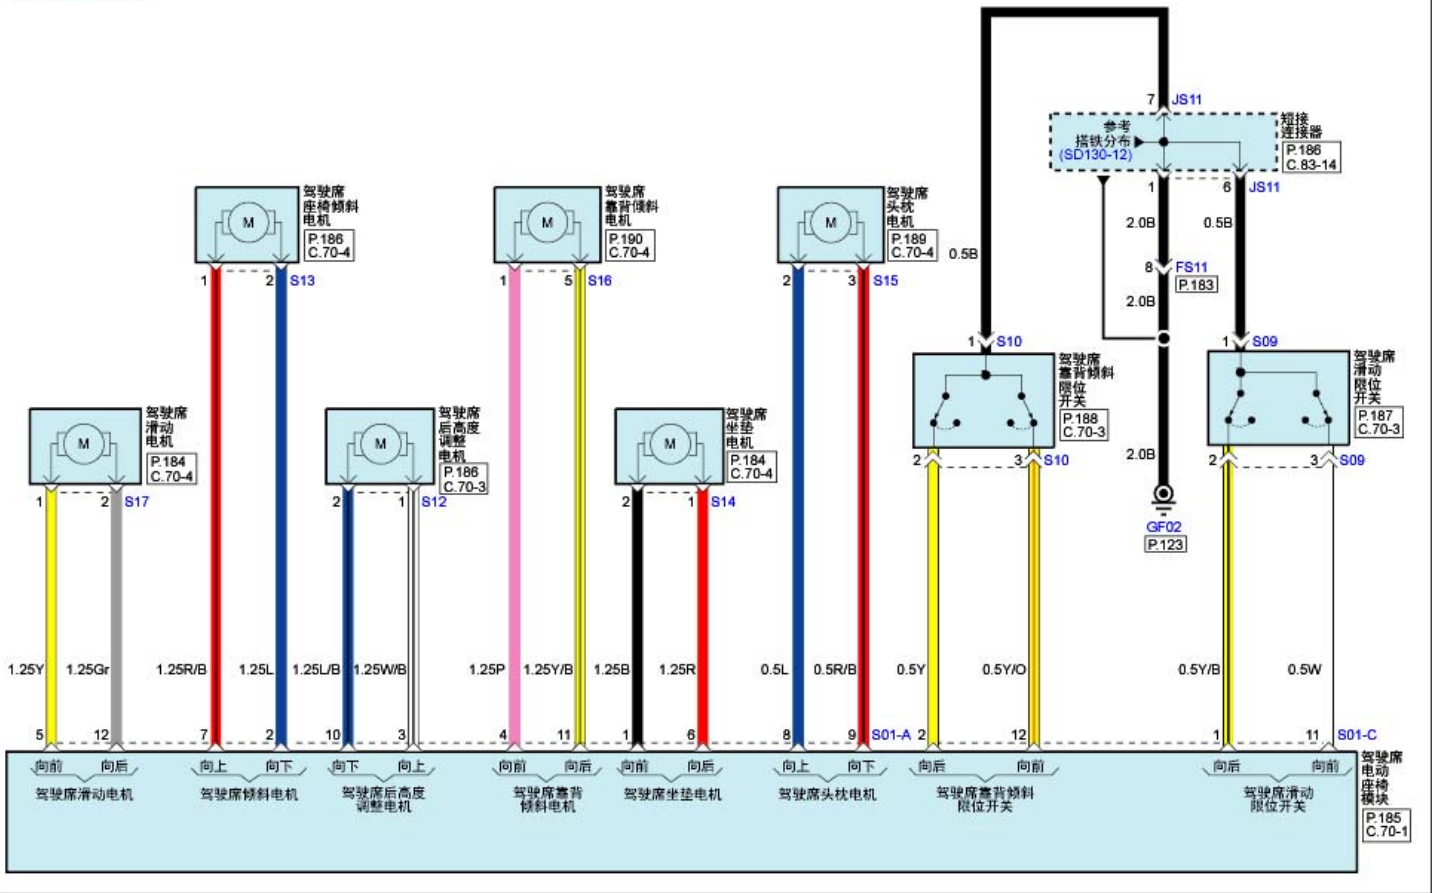 7 JS11
参考
搭铁分布
(SD130-12)
短接
连接器
P.186
C.83-14
1 6 JS11
2.0B 0.5B
8 FS11
P.183
2.0B
0.5B
驾驶席
座椅倾斜
电机
P.186
C.70-4
M
1 2 S13
驾驶席
靠背倾斜
电机
P.190
C.70-4
M
1 5 S16
驾驶席
头枕
电机
P.189
C.70-4
M
2 3 S15
1 S10
驾驶席
靠背倾斜
限位
开关
P.188
C.70-3
2 3 S10
1 S09
驾驶席
滑动
限位
开关
P.187
C.70-3
2 3 S09
2.0B
GF02
P.123
驾驶席
滑动
电机
P.184
C.70-4
M
1 2 S17
驾驶席
后高度
调整
电机
P.186
C.70-3
M
2 1 S12
驾驶席
坐垫
电机
P.184
C.70-4
M
2 1 S14
1.25Y 1.25Gr 1.25R/B 1.25L 1.25L/B 1.25W/B 1.25P 1.25Y/B 1.25B 1.25R 0.5L 0.5R/B 0.5Y 0.5Y/O 0.5Y/B 0.5W
5 12 7 2 10 3 4 11 1 6 8 9 S01-A 2 12 1 11 S01-C
向前 向后 向上 向下 向下 向上 向前 向后 向前 向后 向上 向下 向后 向前 向后 向前
驾驶席滑动电机
驾驶席倾斜电机
驾驶席后高度
调整电机
驾驶席靠背
倾斜电机
驾驶席坐垫电机
驾驶席头枕电机
驾驶席靠背倾斜
限位开关
驾驶席滑动
限位开关
驾驶席
电动
座椅
模块
P.185
C.70-1